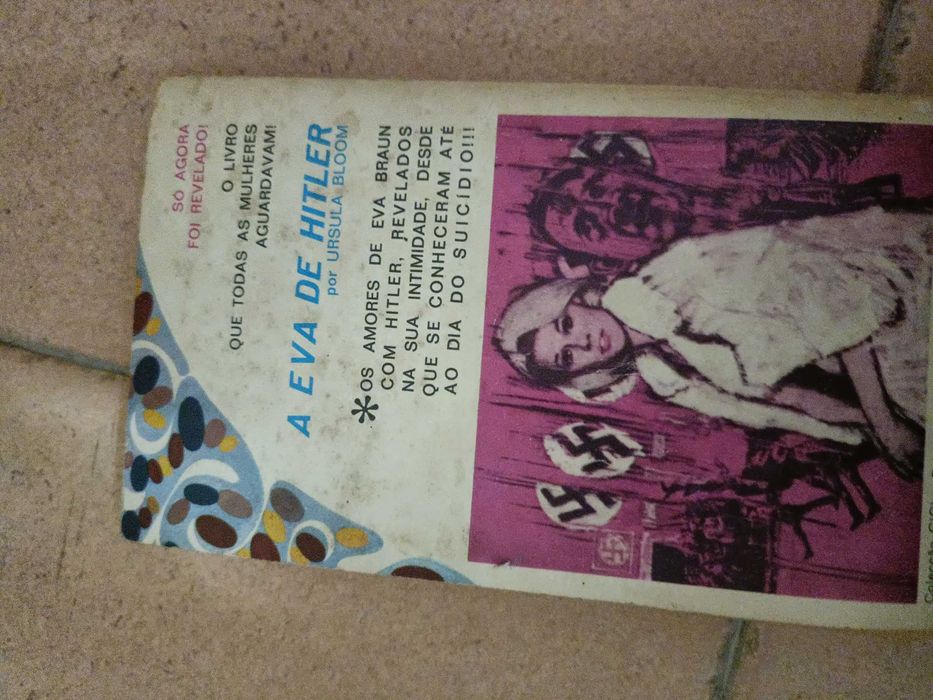 SÓ AGORA
FOI REVELADO!
O LIVRO
QUE TODAS AS MULHERES
AGUARDAVAM!
A EVA DE HITLER
por URSULA BLOOM
*OS AMORES DE EVA BRAUN
COM HITLER, REVELADOS
NA SUA INTIMIDADE, DESDE
QUE SE CONHECERAM ATÉ
AO DIA DO SUICÍDIO!!!